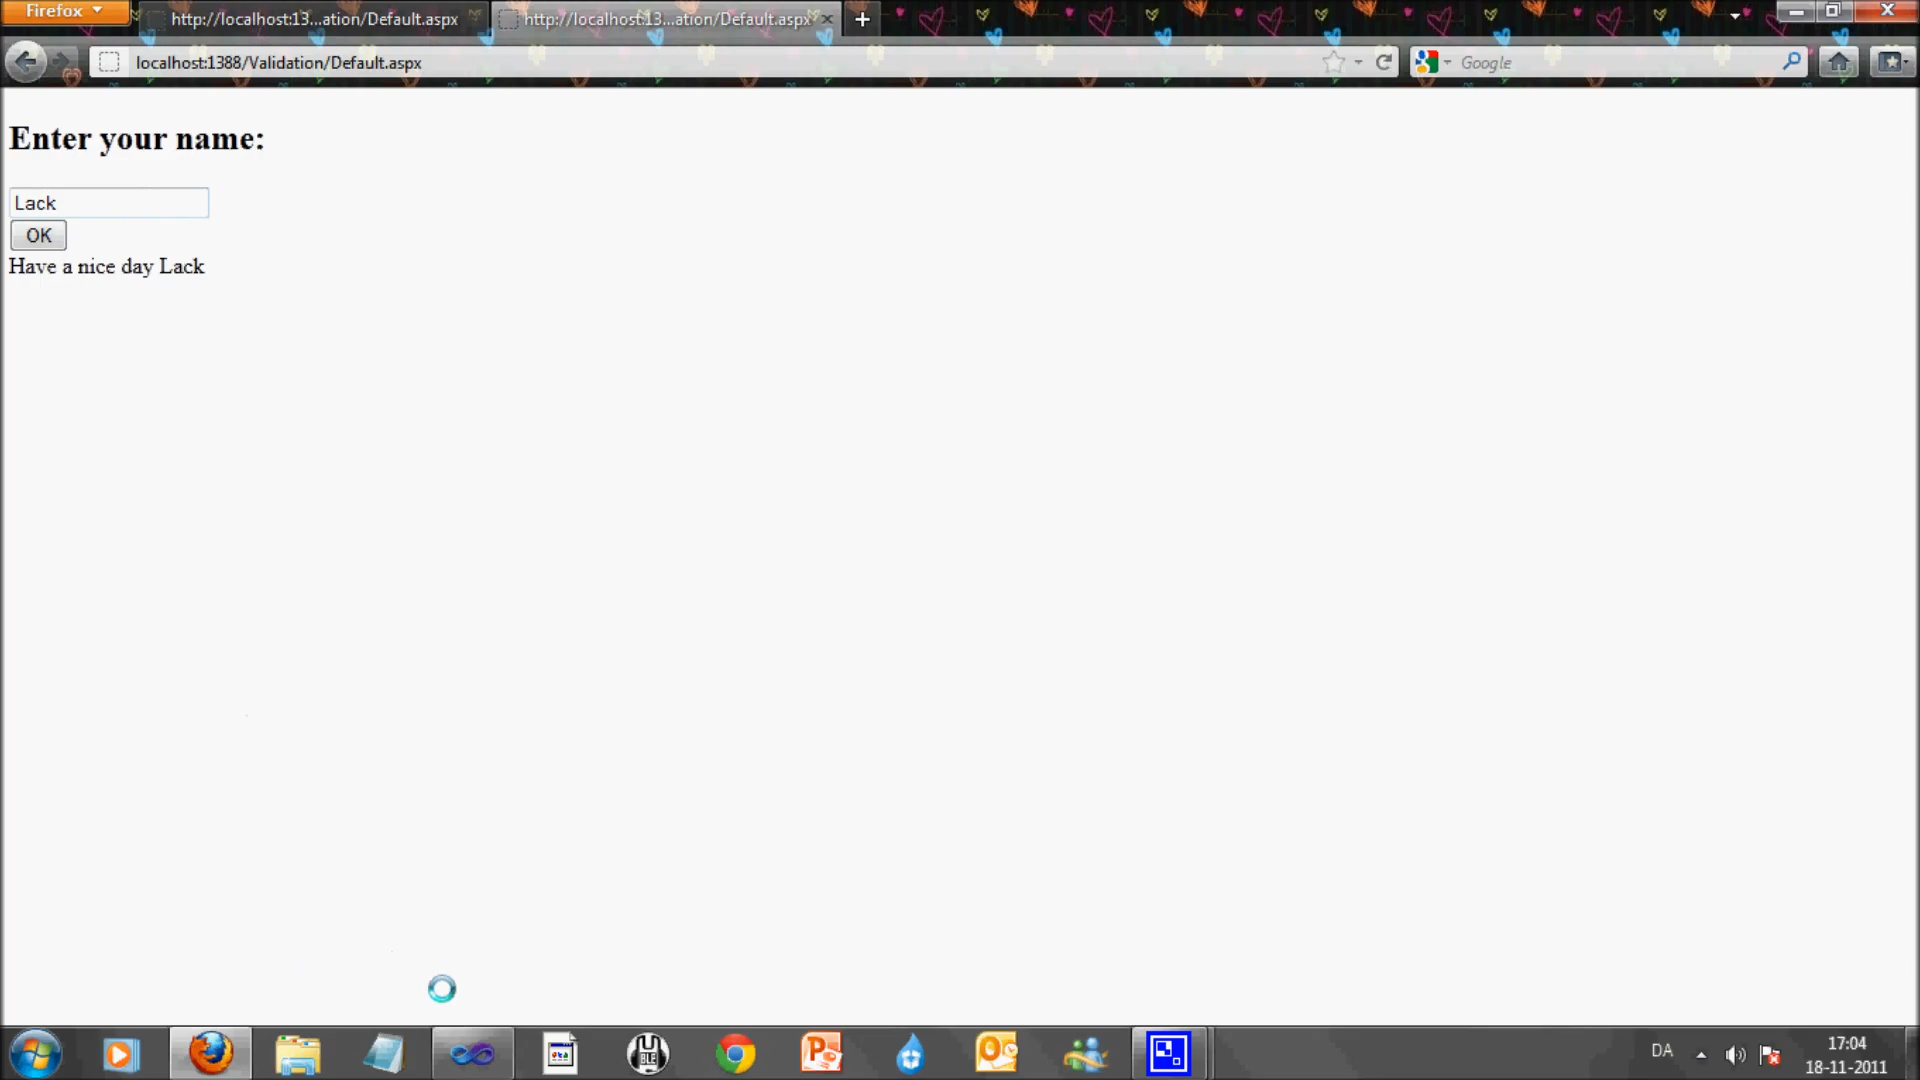 Firefox
http://localhost:13...ation/Default.aspx
http://localhost:13...ation/Default.aspx
localhost:1388/Validation/Default.aspx
Google
Enter your name:
Lack
OK
Have a nice day Lack
DA
17:04
18-11-2011